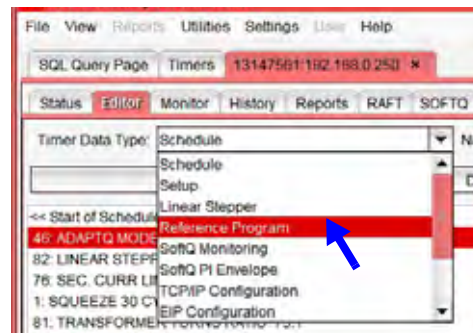 File View Reports Utilities Settings User Help
SQL Query Page Timers 13147561:192.168.0.250 ×
Status Editor Monitor History Reports RAFT SOFTQ
Timer Data Type: Schedule
Schedule
Setup
Linear Stepper
<< Start of Schedule
Reference Program
46: ADAPTQ MODE
SoftQ Monitoring
82: LINEAR STEPP
SoftQ PI Envelope
76: SEC. CURR LI
TCP/IP Configuration
1: SQUEEZE 30 CY
EIP Configuration
81: TRANSFORMER TURNS RATIO